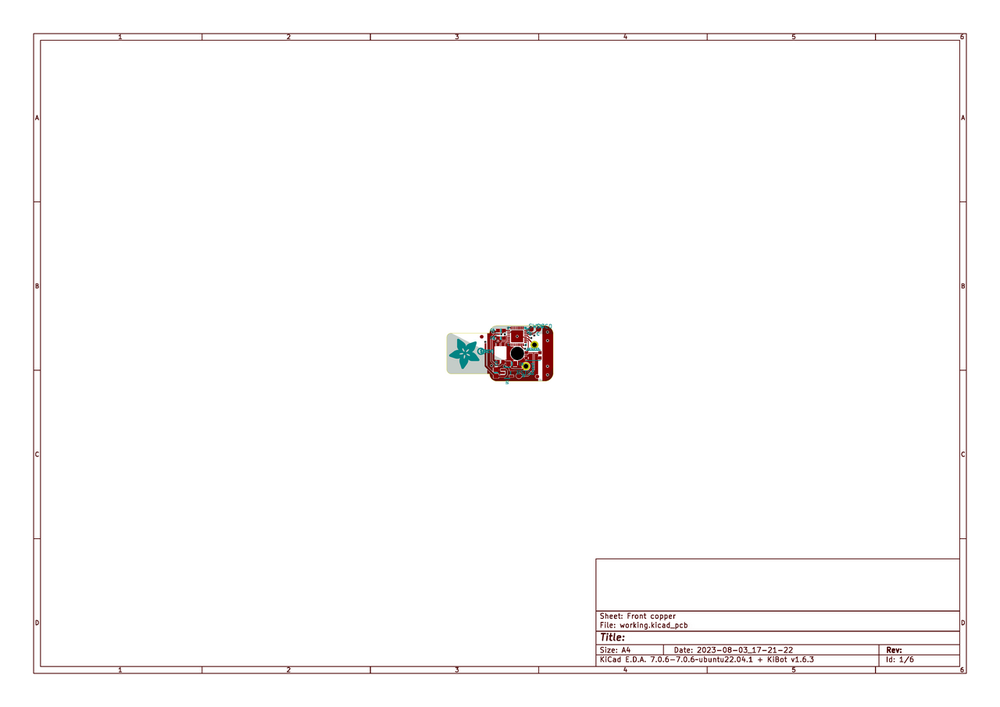 1 2 3 4 5 6
A A
B B
C C
D D
Sheet: Front copper
File: working.kicad_pcb
Title:
Size: A4 Date: 2023-08-03_17-21-22 Rev:
KiCad E.D.A. 7.0.6-7.0.6-ubuntu22.04.1 + KiBot v1.6.3 Id: 1/6
1 2 3 4 5 6